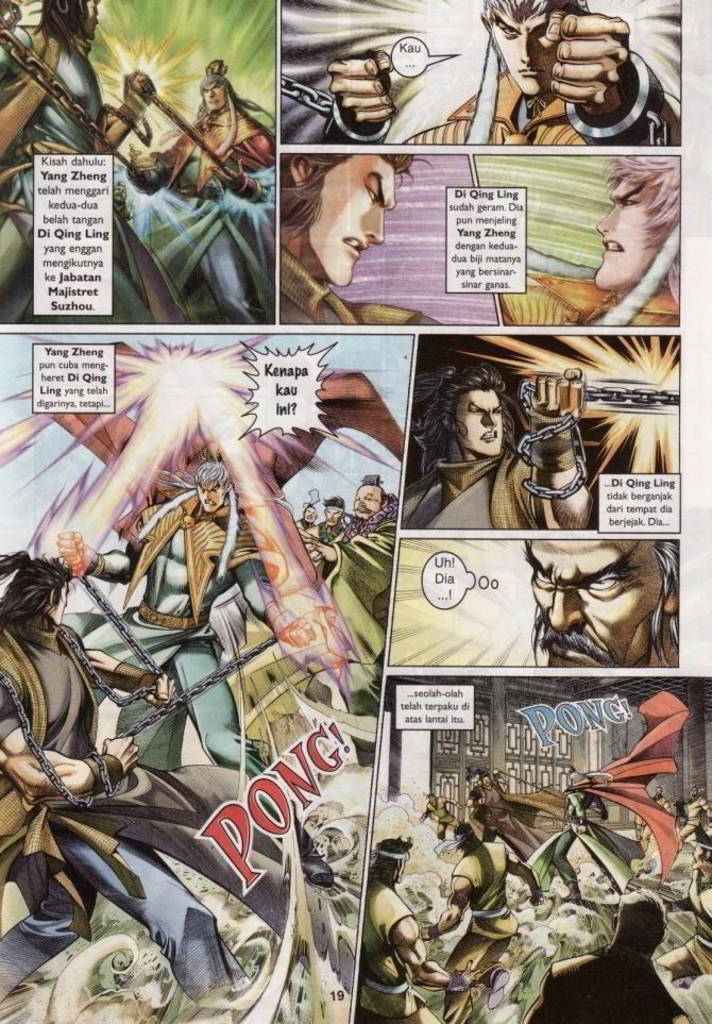 Kisah dahulu:
Yang Zheng
telah menggari
kedua-dua
belah tangan
Di Qing Ling
yang enggan
mengikutnya
ke Jabatan
Majistret
Suzhou.
Kau
...
Di Qing Ling
sudah geram. Dia
pun menjeling
Yang Zheng
dengan kedua-
dua biji matanya
yang bersinar-
sinar ganas.
Yang Zheng
pun cuba meng-
heret Di Qing
Ling yang telah
digarinya, tetapi...
Kenapa
kau
ini?
PONG!
...Di Qing Ling
tidak berganjak
dari tempat dia
berjejak. Dia...
Uh!
Dia
...!
...seolah-olah
telah terpaku di
atas lantai itu.
PONG!
19